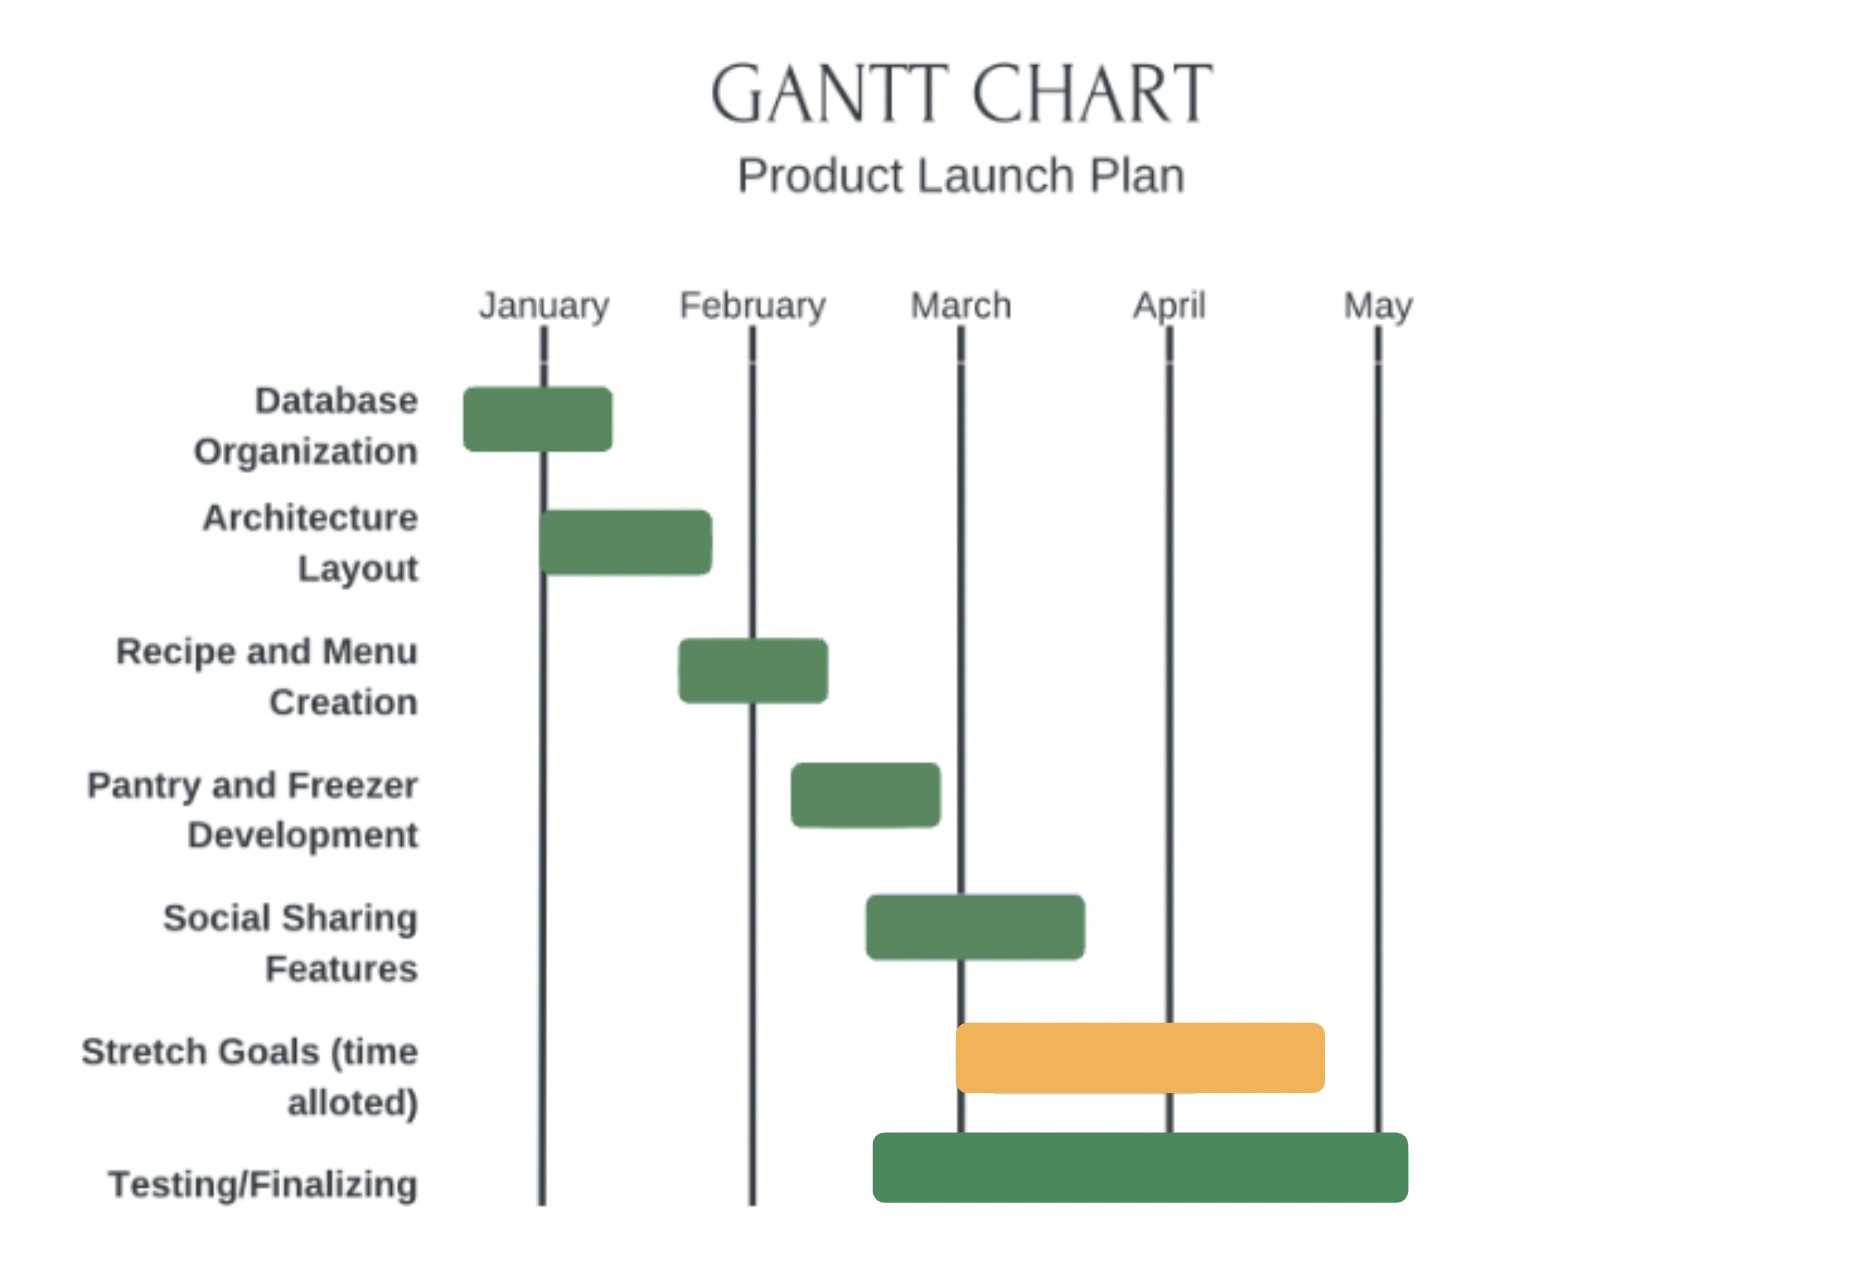 GANTT CHART
Product Launch Plan
January February March April May
Database
Organization
Architecture
Layout
Recipe and Menu
Creation
Pantry and Freezer
Development
Social Sharing
Features
Stretch Goals (time
alloted)
Testing/Finalizing